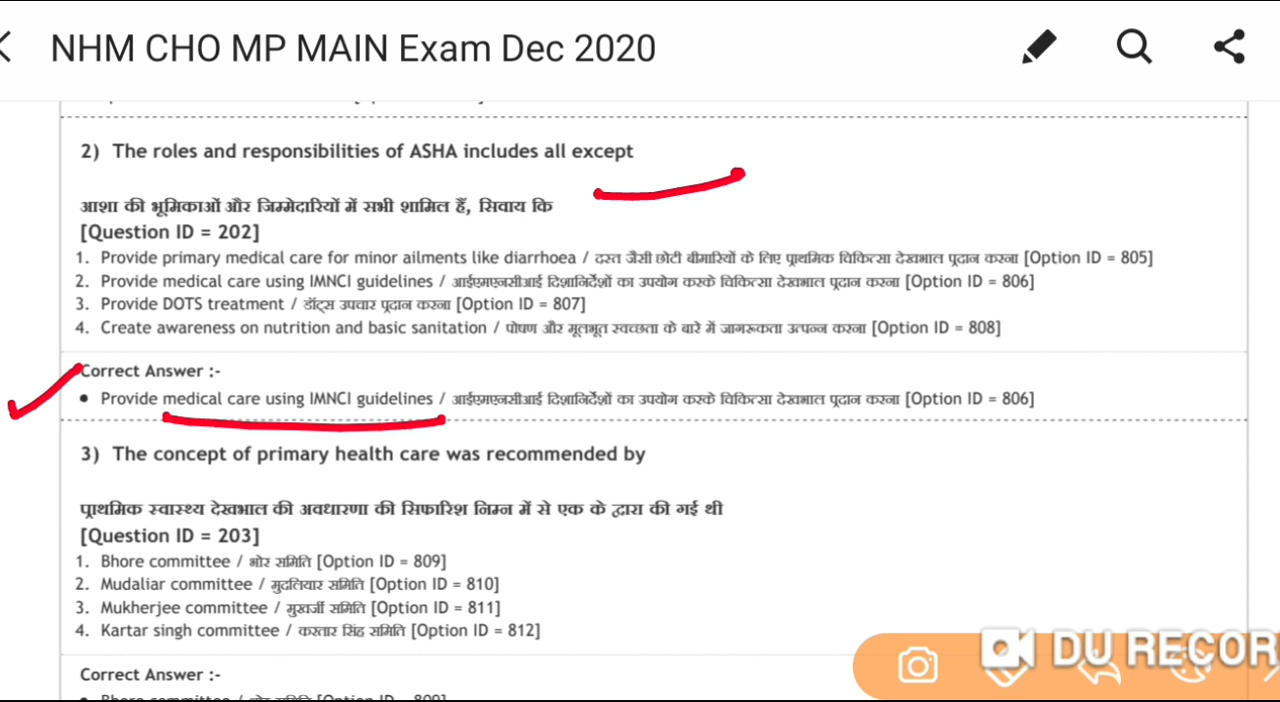 NHM CHO MP MAIN Exam Dec 2020
2) The roles and responsibilities of ASHA includes all except
आशा की भूमिकाओं और जिम्मेदारियों में सभी शामिल हैं, सिवाय कि
[Question ID = 202]
1. Provide primary medical care for minor ailments like diarrhoea / दस्त जैसी छोटी बीमारियों के लिए प्राथमिक चिकित्सा देखभाल प्रदान करना [Option ID = 805]
2. Provide medical care using IMNCI guidelines / आईएमएनसीआई दिशानिर्देशों का उपयोग करके चिकित्सा देखभाल प्रदान करना [Option ID = 806]
3. Provide DOTS treatment / डॉट्स उपचार प्रदान करना [Option ID = 807]
4. Create awareness on nutrition and basic sanitation / पोषण और मूलभूत स्वच्छता के बारे में जागरूकता उत्पन्न करना [Option ID = 808]
Correct Answer :-
• Provide medical care using IMNCI guidelines / आईएमएनसीआई दिशानिर्देशों का उपयोग करके चिकित्सा देखभाल प्रदान करना [Option ID = 806]
3) The concept of primary health care was recommended by
प्राथमिक स्वास्थ्य देखभाल की अवधारणा की सिफारिश निम्न में से एक के द्वारा की गई थी
[Question ID = 203]
1. Bhore committee / भोर समिति [Option ID = 809]
2. Mudaliar committee / मुदलियार समिति [Option ID = 810]
3. Mukherjee committee / मुखर्जी समिति [Option ID = 811]
4. Kartar singh committee / करतार सिंह समिति [Option ID = 812]
DU RECOR
Correct Answer :-
• Bhore committee / भोर समिति [Option ID = 809]